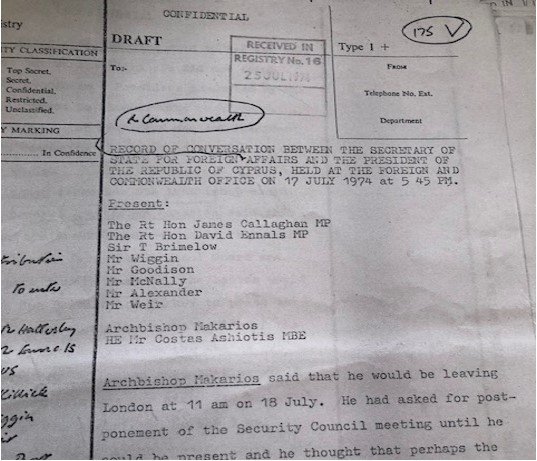 CONFIDENTIAL
175
istry
DRAFT
RECEIVED IN
REGISTRY No. 16
25 JUL 1974
Type 1 +
TY CLASSIFICATION
To:-
FROM
Top Secret.
Secret.
Confidential.
Restricted.
Unclassified.
Telephone No. Ext.
Department
& Commonwealth
Y MARKING
In Confidence
RECORD OF CONVERSATION BETWEEN THE SECRETARY OF
STATE FOR FOREIGN AFFAIRS AND THE PRESIDENT OF
THE REPUBLIC OF CYPRUS, HELD AT THE FOREIGN AND
COMMONWEALTH OFFICE ON 17 JULY 1974 AT 5 45 PM.
Present:
The Rt Hon James Callaghan MP
The Rt Hon David Ennals MP
Sir T Brimelow
Mr Wiggin
Mr Goodison
Mr McNally
Mr Alexander
Mr Weir
Archbishop Makarios
HE Mr Costas Ashiotis MBE
Archbishop Makarios said that he would be leaving
London at 11 am on 18 July. He had asked for post-
ponement of the Security Council meeting until he
could be present and he thought that perhaps the